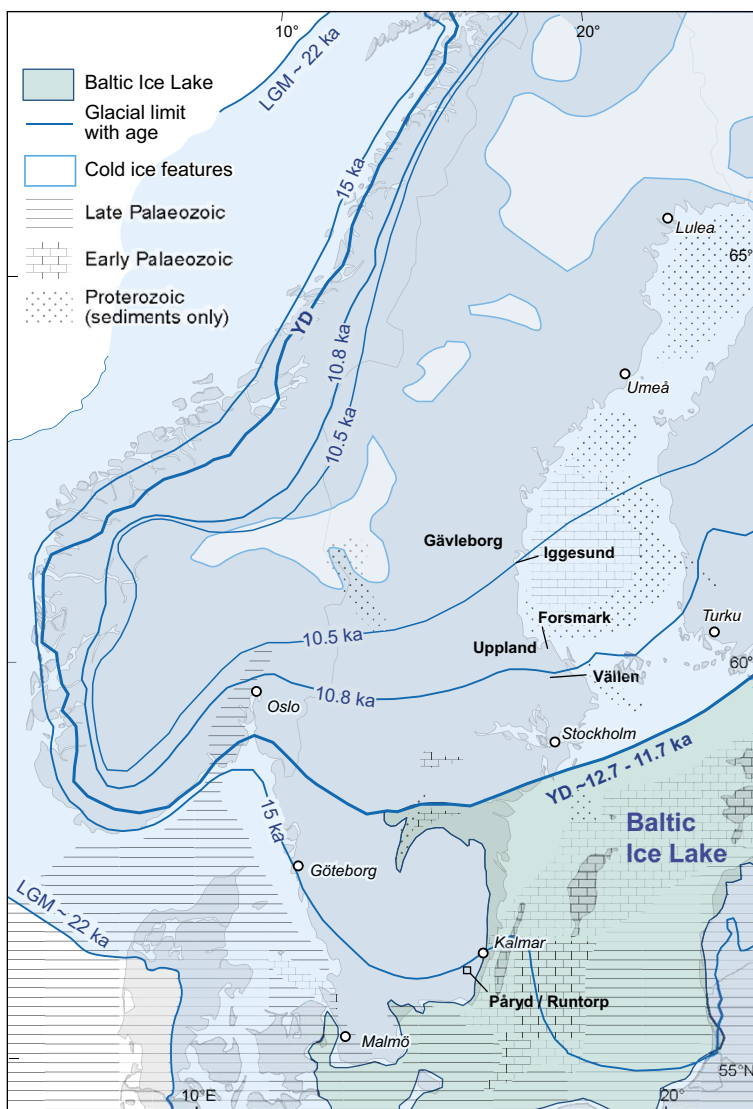 10°
20°
LGM ~ 22 ka
Baltic Ice Lake
Glacial limit
with age
Cold ice features
Late Palaeozoic
Early Palaeozoic
Proterozoic
(sediments only)
15 ka
YD
10.8 ka
10.5 ka
Lulea
65°
Umeå
Gävleborg
Iggesund
Forsmark
Turku
Uppland
10.5 ka
60°
Vällen
10.8 ka
Oslo
Stockholm
YD ~12.7 - 11.7 ka
15 ka
Baltic
Ice Lake
Göteborg
LGM ~ 22 ka
Kalmar
Påryd / Runtorp
Malmö
55°N
10°E
20°